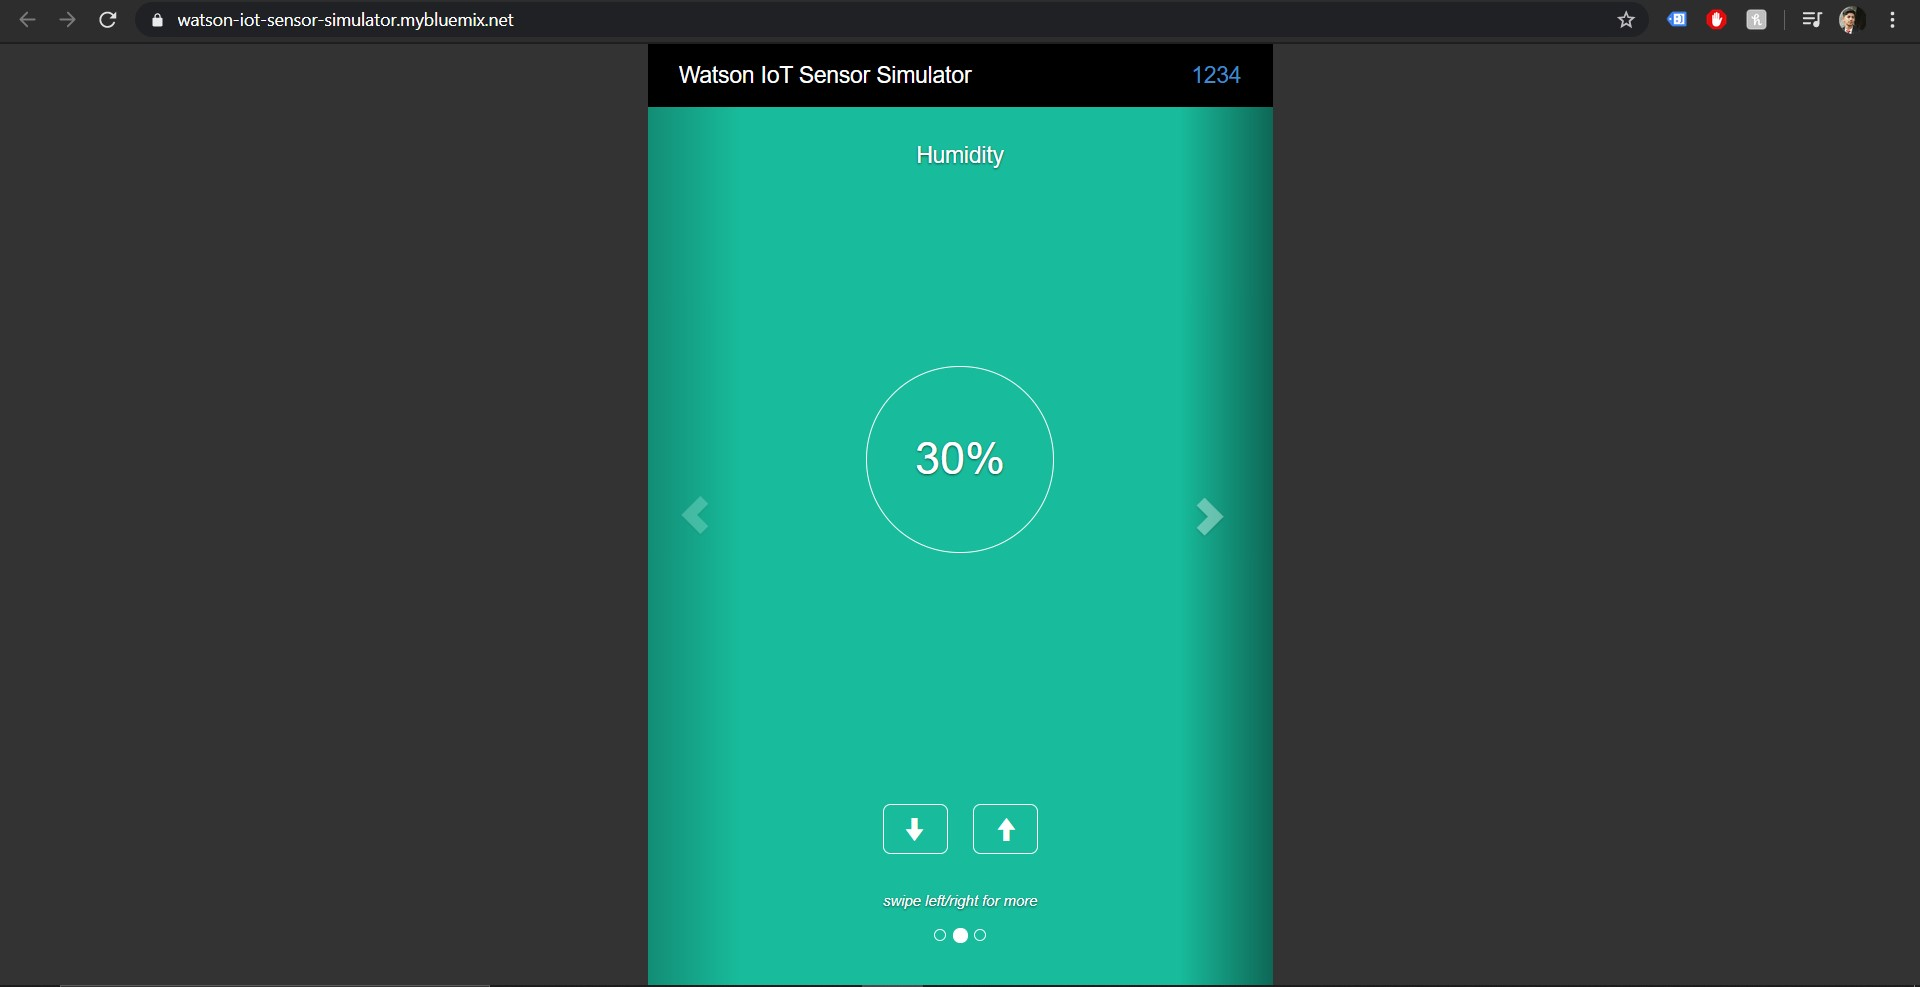 watson-iot-sensor-simulator.mybluemix.net
Watson IoT Sensor Simulator 1234
Humidity
30%
swipe left/right for more